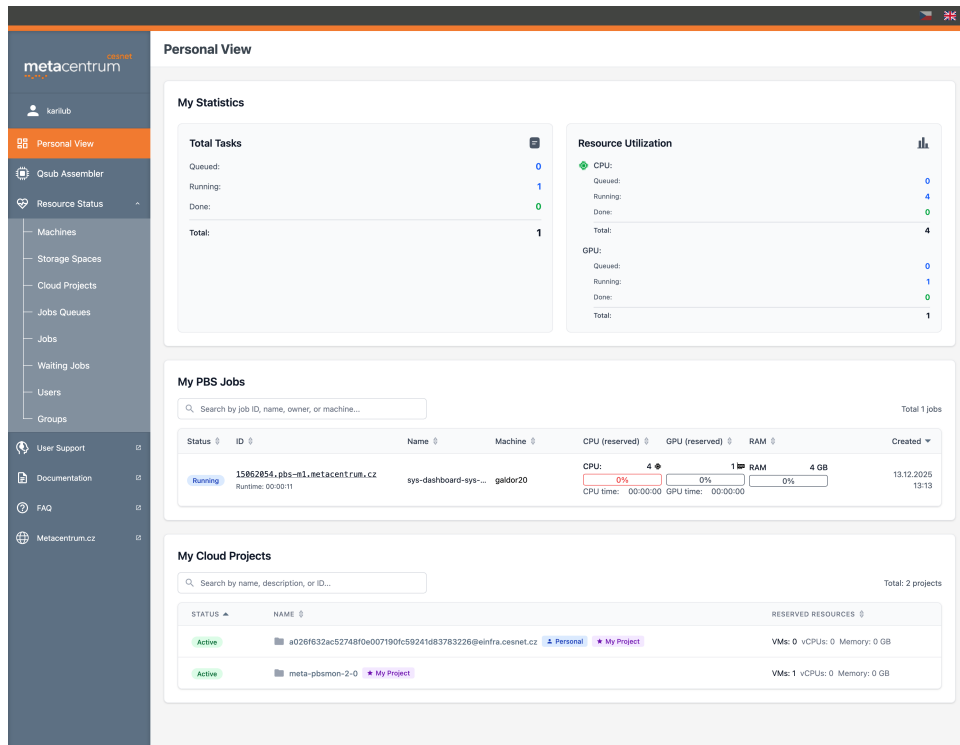 cesnet
metacentrum
karilub
Personal View
Qsub Assembler
Resource Status
Machines
Storage Spaces
Cloud Projects
Jobs Queues
Jobs
Waiting Jobs
Users
Groups
User Support
Documentation
FAQ
Metacentrum.cz
Personal View
My Statistics
Total Tasks
Queued: 0
Running: 1
Done: 0
Total: 1
Resource Utilization
CPU:
Queued: 0
Running: 4
Done: 0
Total: 4
GPU:
Queued: 0
Running: 1
Done: 0
Total: 1
My PBS Jobs
Search by job ID, name, owner, or machine...
Total 1 jobs
Status ID Name Machine CPU (reserved) GPU (reserved) RAM Created
Running
15062054.pbs-m1.metacentrum.cz
Runtime: 00:00:11
sys-dashboard-sys-...
galdor20
CPU: 4
0%
CPU time: 00:00:00
1
0%
GPU time: 00:00:00
RAM 4 GB
0%
13.12.2025
13:13
My Cloud Projects
Search by name, description, or ID...
Total: 2 projects
STATUS NAME RESERVED RESOURCES
Active a026f632ac52748f0e007190fc59241d83783226@einfra.cesnet.cz Personal My Project VMs: 0 vCPUs: 0 Memory: 0 GB
Active meta-pbsmon-2-0 My Project VMs: 1 vCPUs: 0 Memory: 0 GB